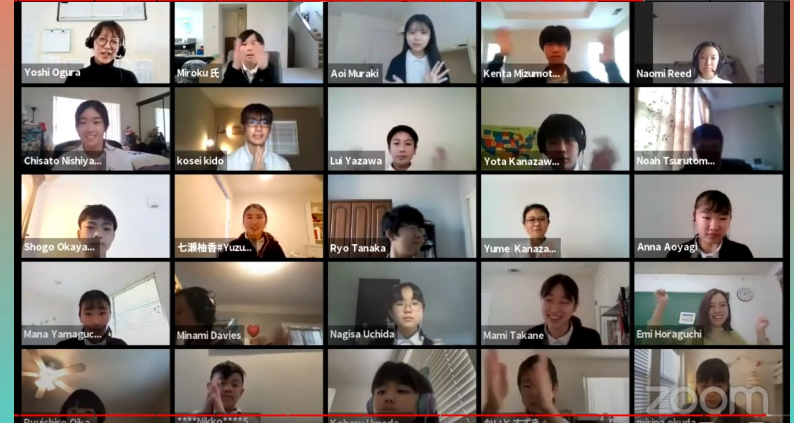 Yoshi Ogura
Miroku 氏
Aoi Muraki
Kenta Mizumot...
Naomi Reed
Chisato Nishiya...
kosei kido
Lui Yazawa
Yota Kanazaw...
Noah Tsurutom...
Shogo Okaya...
七瀬柚香#Yuzu...
Ryo Tanaka
Yume Kanaza...
Anna Aoyagi
Mana Yamaguc...
Minami Davies
Nagisa Uchida
Mami Takane
Emi Horaguchi
zoom
Ryuichiro Oika...